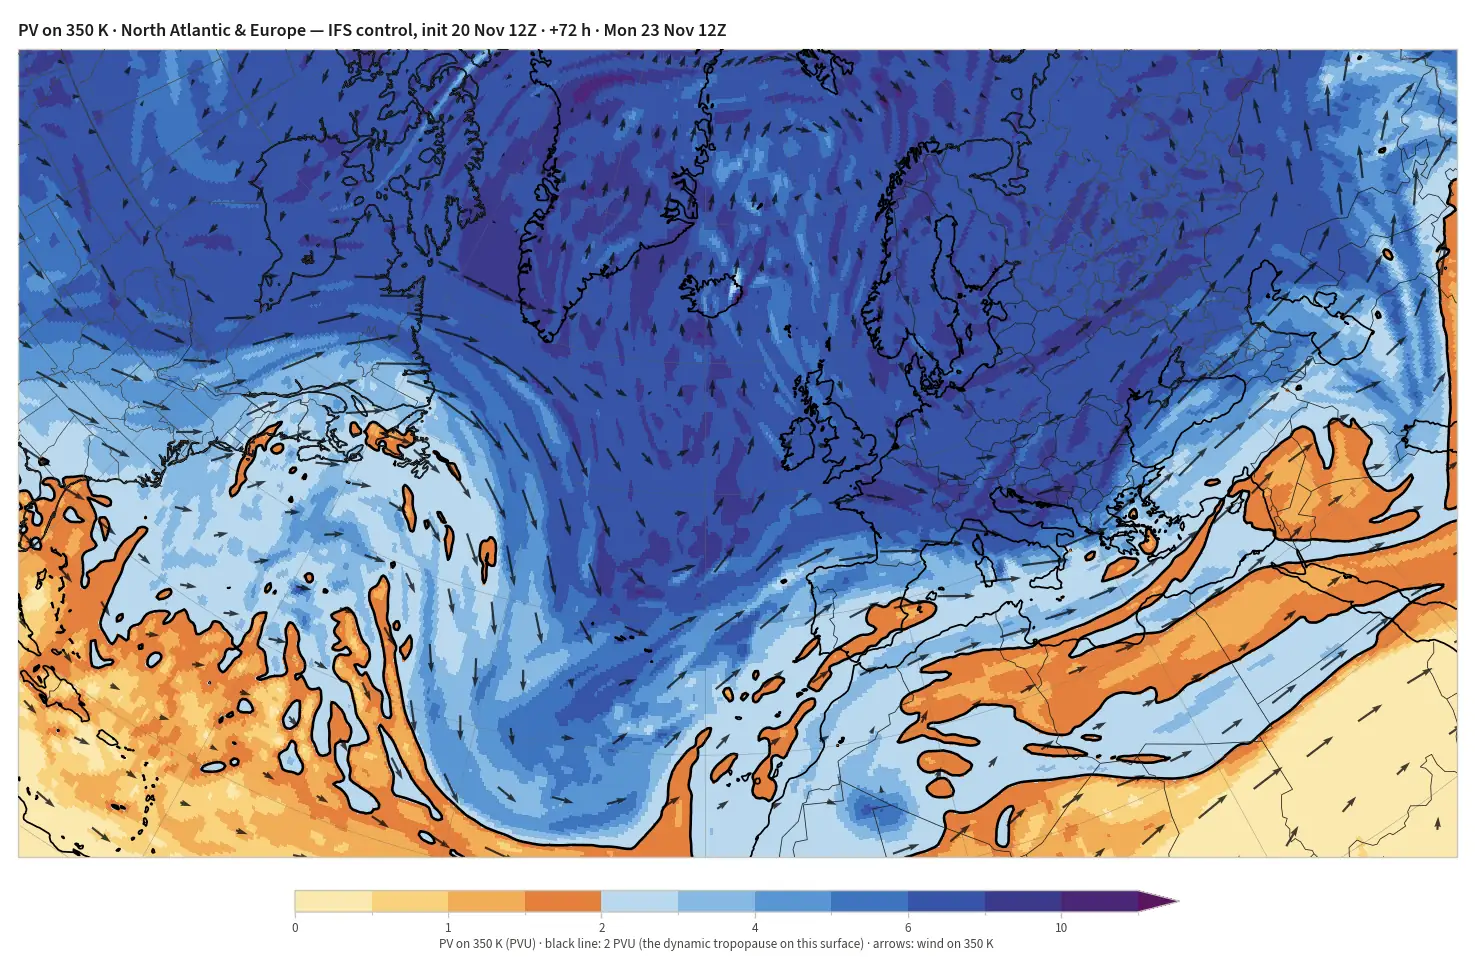 PV on 350 K · North Atlantic & Europe — IFS control, init 20 Nov 12Z · +72 h · Mon 23 Nov 12Z
0 1 2 4 6 10
PV on 350 K (PVU) · black line: 2 PVU (the dynamic tropopause on this surface) · arrows: wind on 350 K